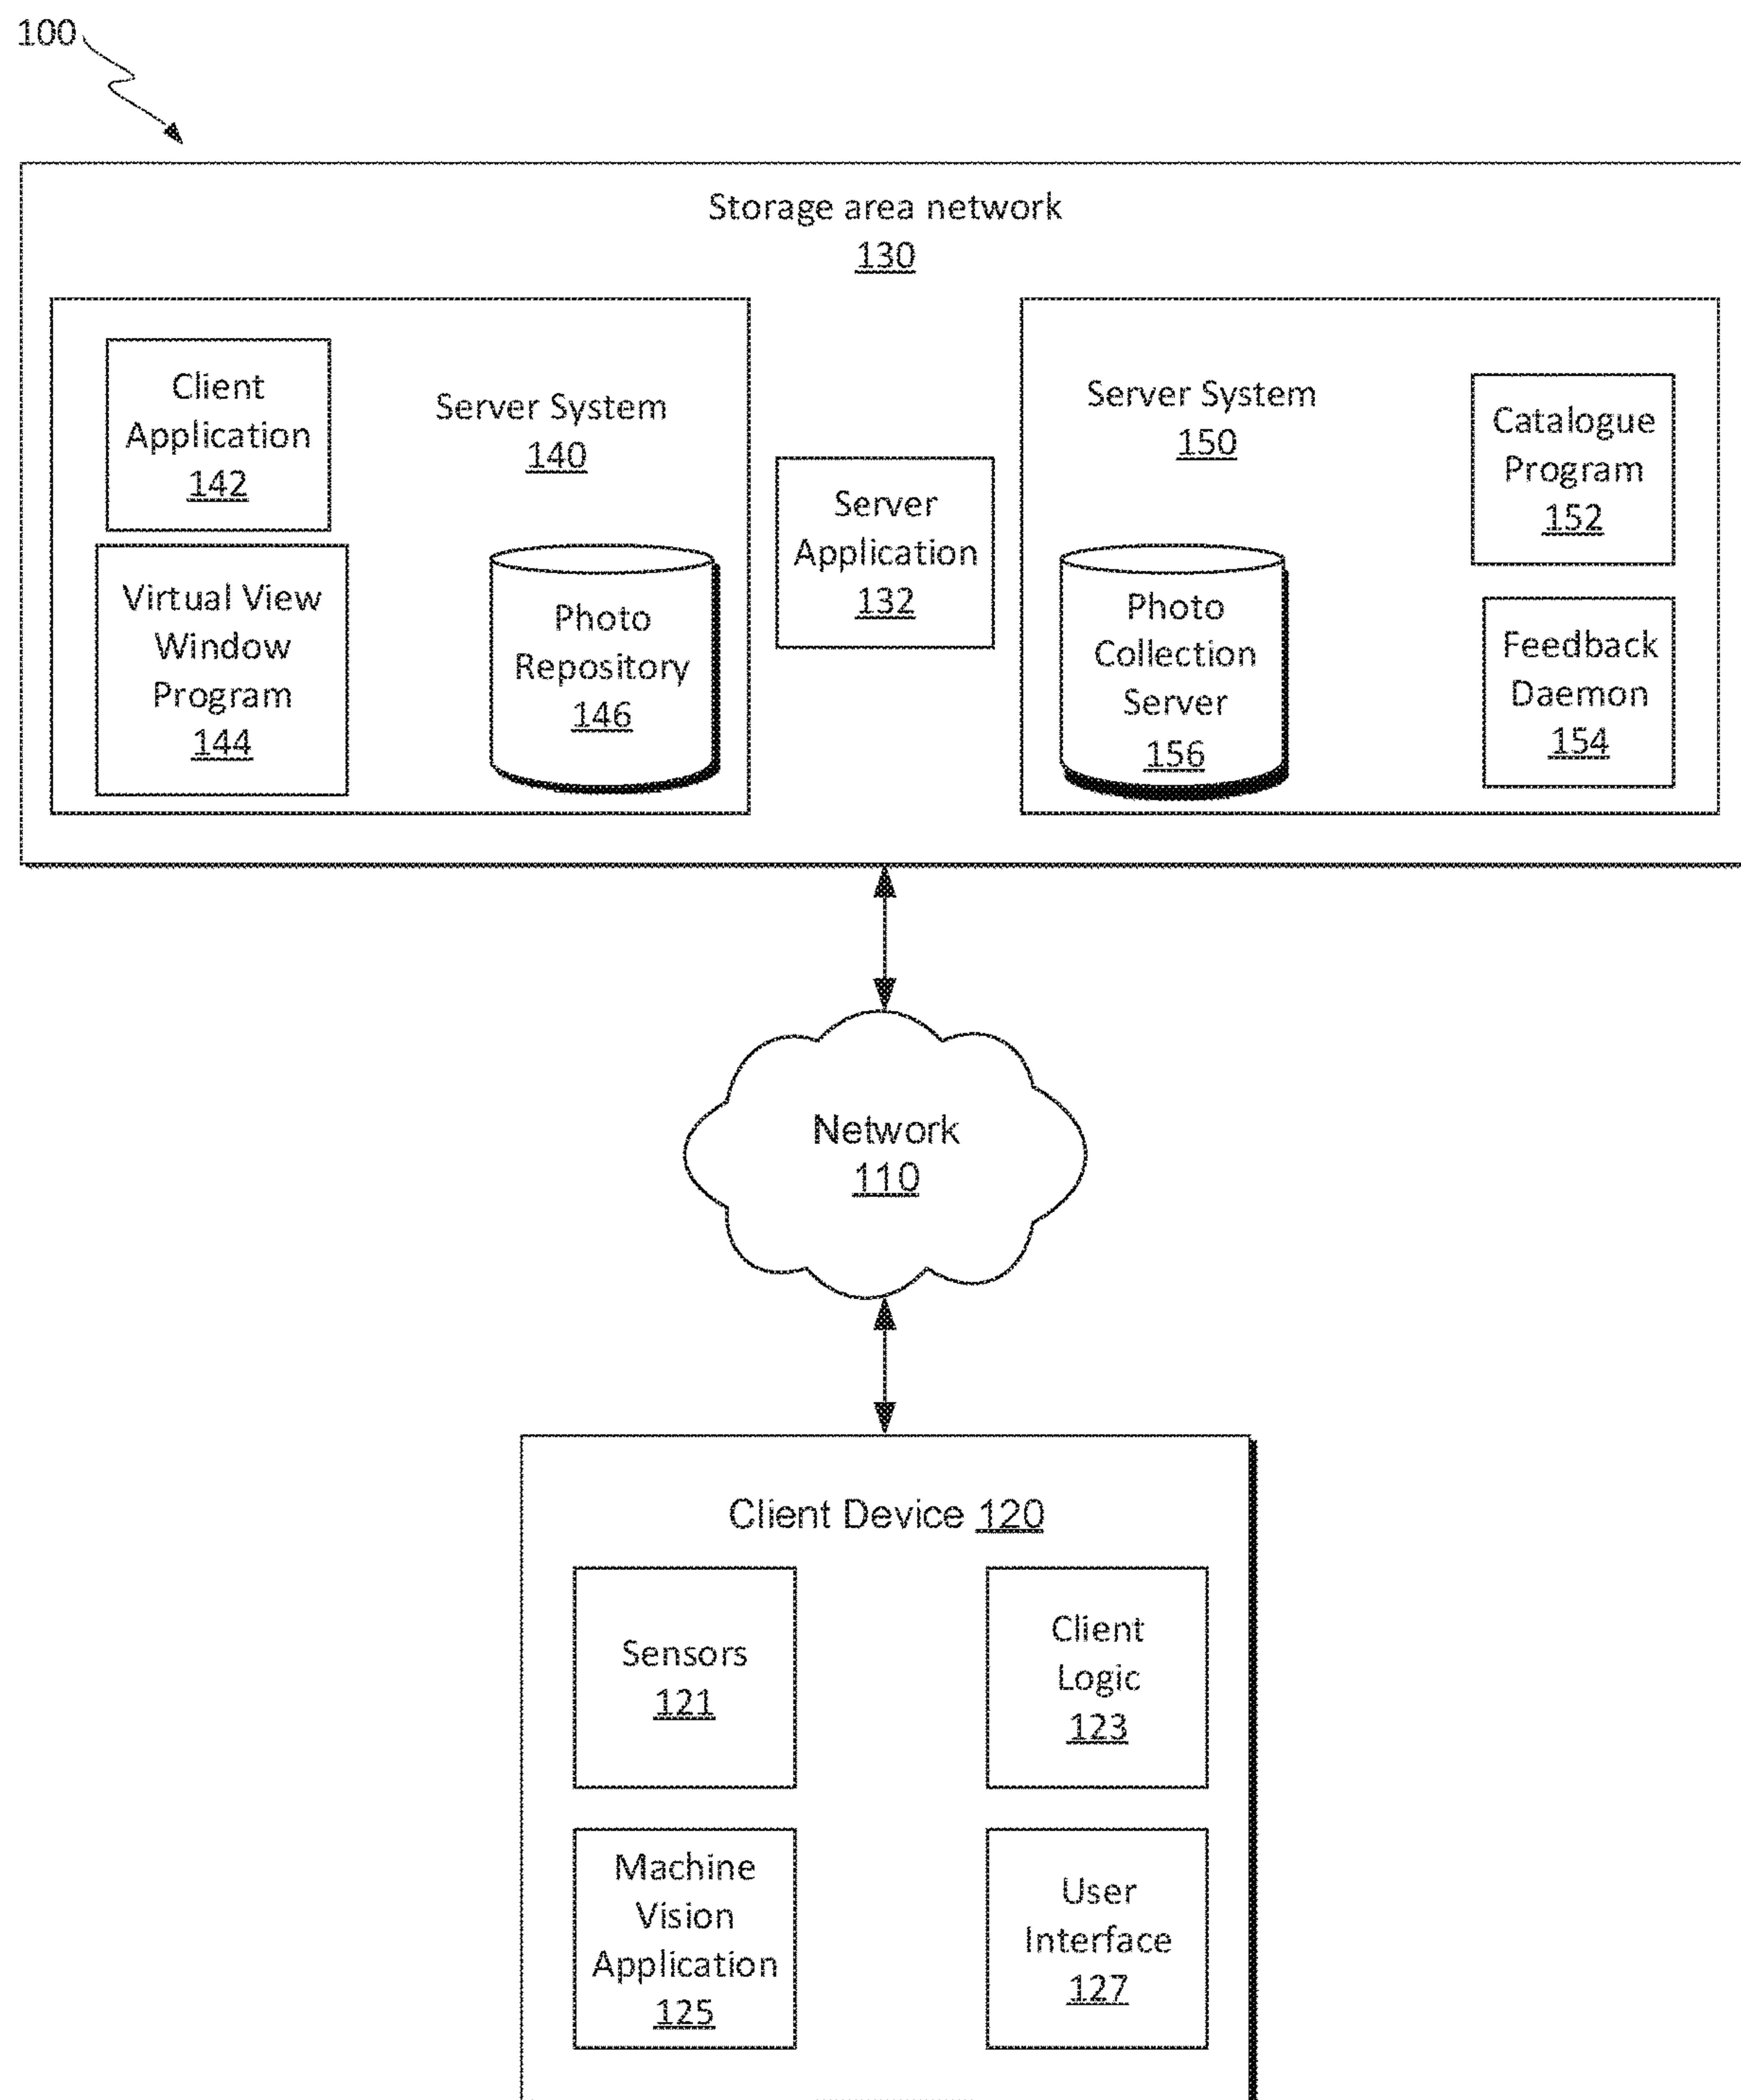 100
Storage area network
130
Client
Application
142
Server System
140
Virtual View
Window
Program
144
Photo
Repository
146
Server
Application
132
Server System
150
Catalogue
Program
152
Photo
Collection
Server
156
Feedback
Daemon
154
Network
110
Client Device 120
Sensors
121
Client
Logic
123
Machine
Vision
Application
125
User
Interface
127